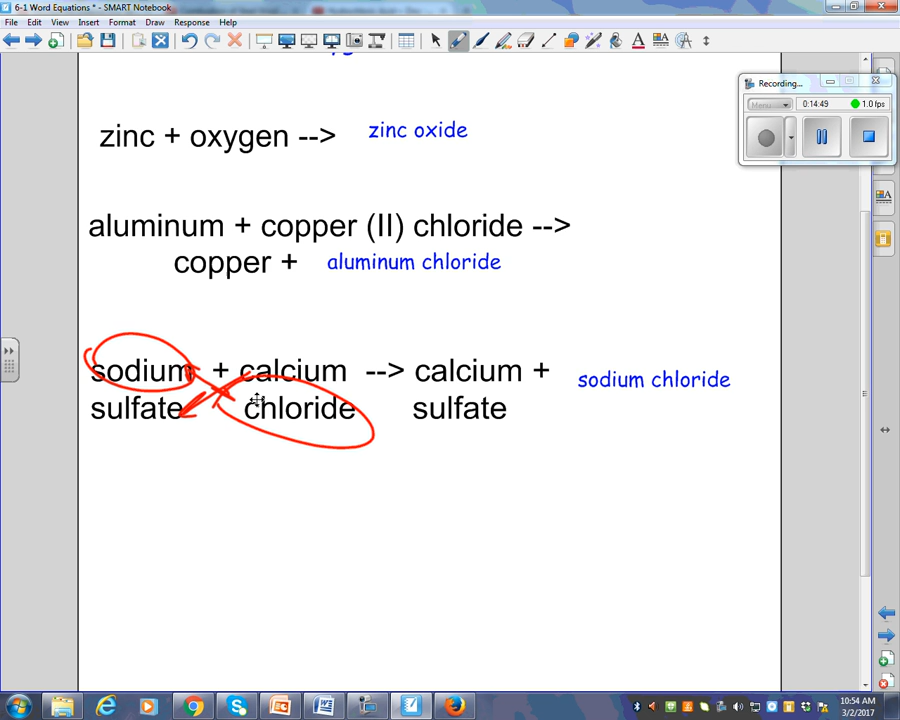 6-1 Word Equations * - SMART Notebook
File Edit View Insert Format Draw Response Help
Recording...
Menu
0:14:49 1.0 fps
zinc + oxygen --> zinc oxide
aluminum + copper (II) chloride -->
copper + aluminum chloride
sodium + calcium --> calcium + sodium chloride
sulfate chloride sulfate
10:54 AM
3/2/2017